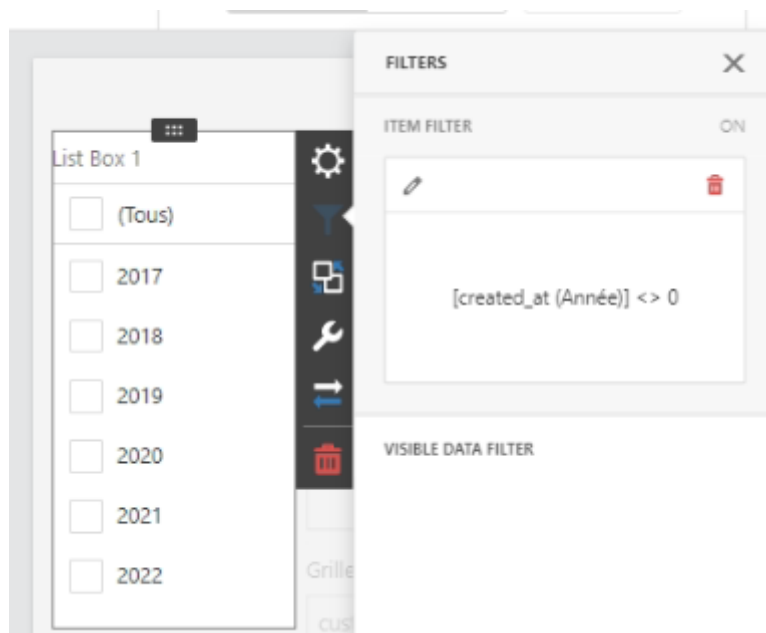 List Box 1
(Tous)
2017
2018
2019
2020
2021
2022
FILTERS
ITEM FILTER
ON
[created_at (Année)] <> 0
VISIBLE DATA FILTER
Grille
cust